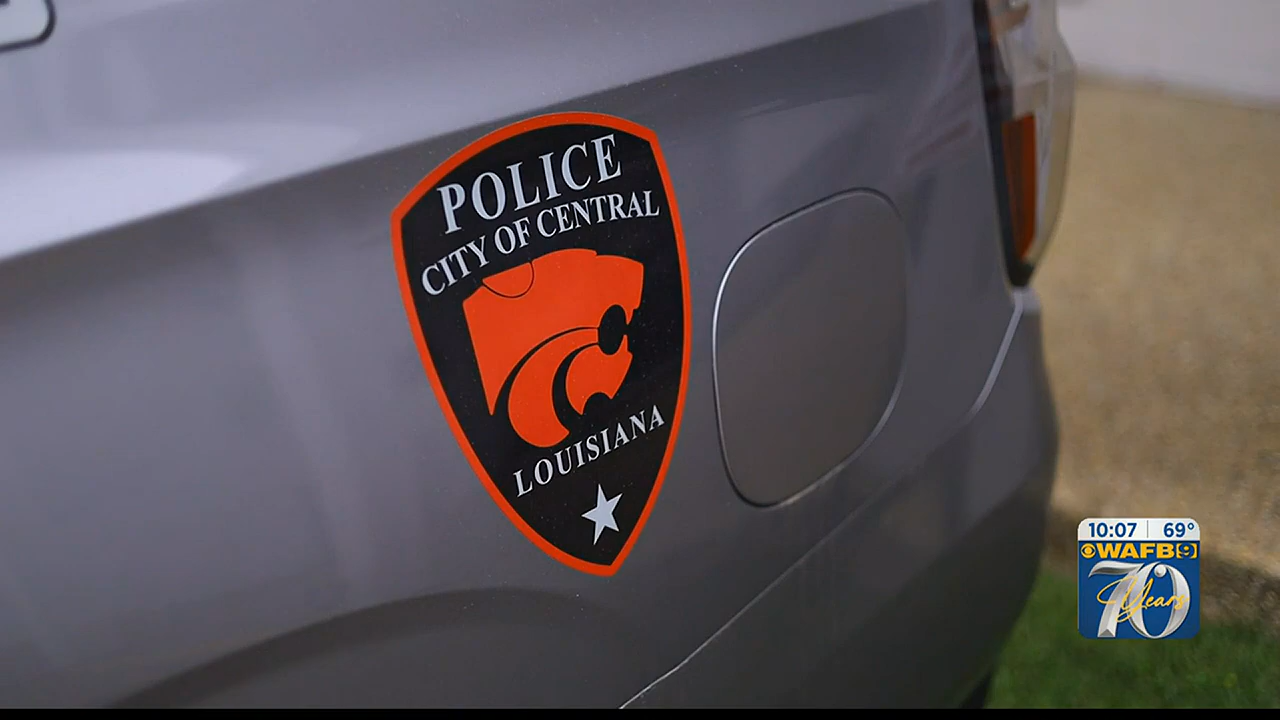 POLICE
CITY OF CENTRAL
LOUISIANA
10:07 69°
WAFB 9
70
Years